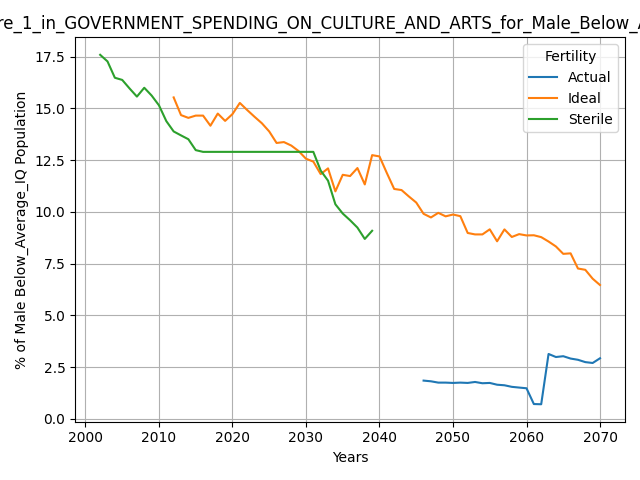 re_1_in_GOVERNMENT_SPENDING_ON_CULTURE_AND_ARTS_for_Male_Below_A
Fertility
Actual
Ideal
Sterile
% of Male Below_Average_IQ Population
17.5
15.0
12.5
10.0
7.5
5.0
2.5
0.0
2000 2010 2020 2030 2040 2050 2060 2070
Years